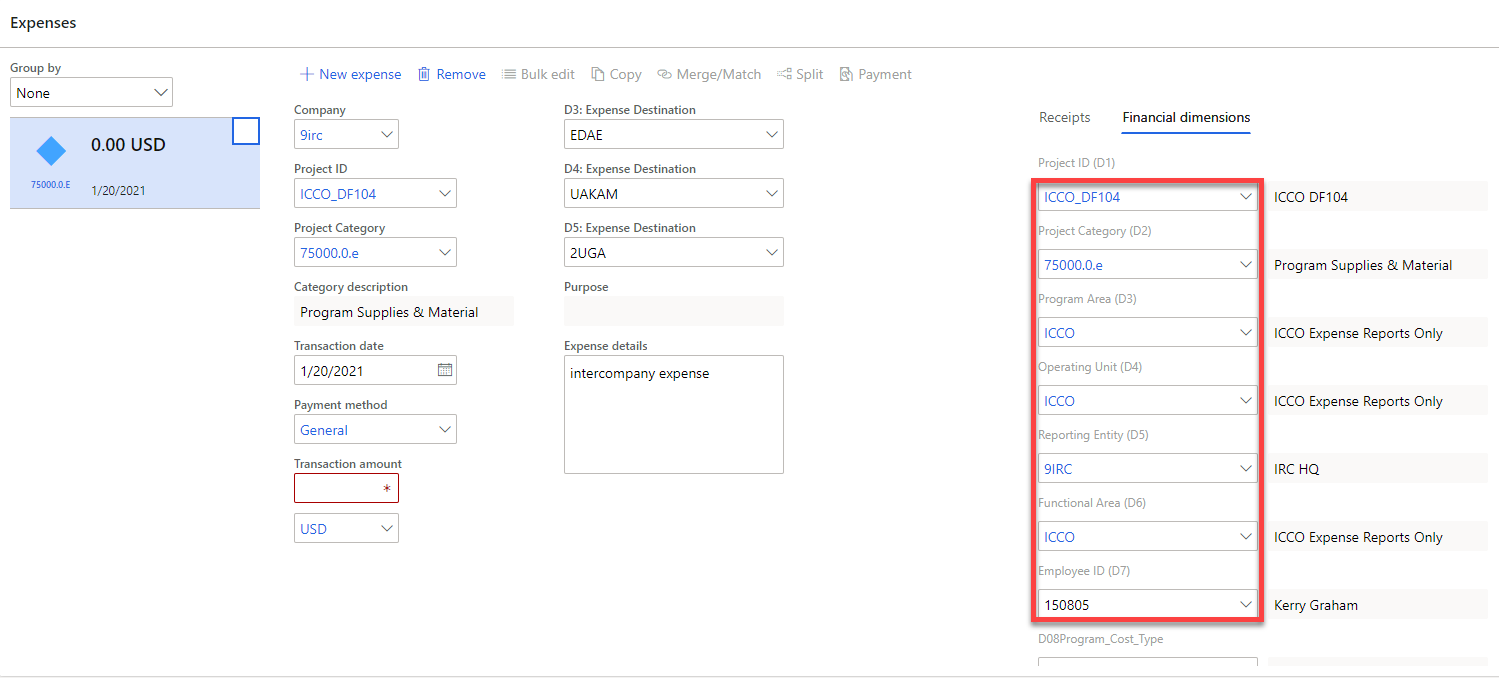 Expenses
Group by
None
0.00 USD
75000.0.E
1/20/2021
New expense Remove Bulk edit Copy Merge/Match Split Payment
Company
9irc
Project ID
ICCO_DF104
Project Category
75000.0.e
Category description
Program Supplies & Material
Transaction date
1/20/2021
Payment method
General
Transaction amount
*
USD
D3: Expense Destination
EDAE
D4: Expense Destination
UAKAM
D5: Expense Destination
2UGA
Purpose
Expense details
intercompany expense
Receipts Financial dimensions
Project ID (D1)
ICCO_DF104 ICCO DF104
Project Category (D2)
75000.0.e Program Supplies & Material
Program Area (D3)
ICCO ICCO Expense Reports Only
Operating Unit (D4)
ICCO ICCO Expense Reports Only
Reporting Entity (D5)
9IRC IRC HQ
Functional Area (D6)
ICCO ICCO Expense Reports Only
Employee ID (D7)
150805 Kerry Graham
D08Program_Cost_Type